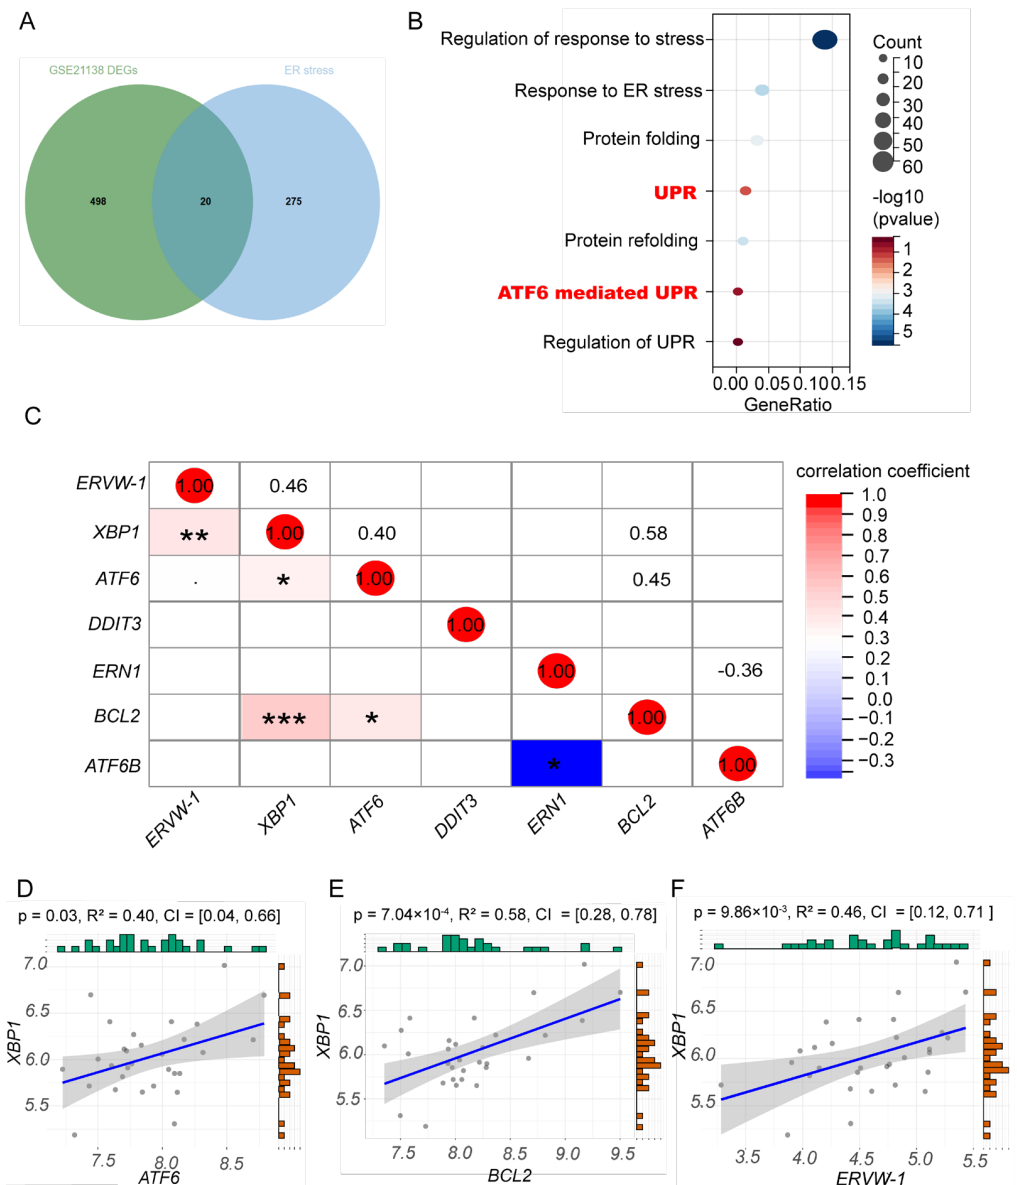 A
GSE21138 DEGs
ER stress
498
20
275
B
Regulation of response to stress
Response to ER stress
Protein folding
UPR
Protein refolding
ATF6 mediated UPR
Regulation of UPR
0.00 0.05 0.10 0.15
GeneRatio
Count
10
20
30
40
50
60
-log10
(pvalue)
1
2
3
4
5
C
ERVW-1 1.00 0.46
XBP1 ** 1.00 0.40 0.58
ATF6 . * 1.00 0.45
DDIT3 1.00
ERN1 1.00 -0.36
BCL2 *** * 1.00
ATF6B * 1.00
ERVW-1 XBP1 ATF6 DDIT3 ERN1 BCL2 ATF6B
correlation coefficient
1.0
0.9
0.8
0.7
0.6
0.5
0.4
0.3
0.2
0.1
0.0
−0.1
−0.2
−0.3
D
p = 0.03, R² = 0.40, CI = [0.04, 0.66]
XBP1
7.0
6.5
6.0
5.5
7.5 8.0 8.5
ATF6
E
p = 7.04×10⁻⁴, R² = 0.58, CI = [0.28, 0.78]
XBP1
7.0
6.5
6.0
5.5
7.5 8.0 8.5 9.0 9.5
BCL2
F
p = 9.86×10⁻³, R² = 0.46, CI = [0.12, 0.71 ]
XBP1
7.0
6.5
6.0
5.5
3.5 4.0 4.5 5.0 5.5
ERVW-1